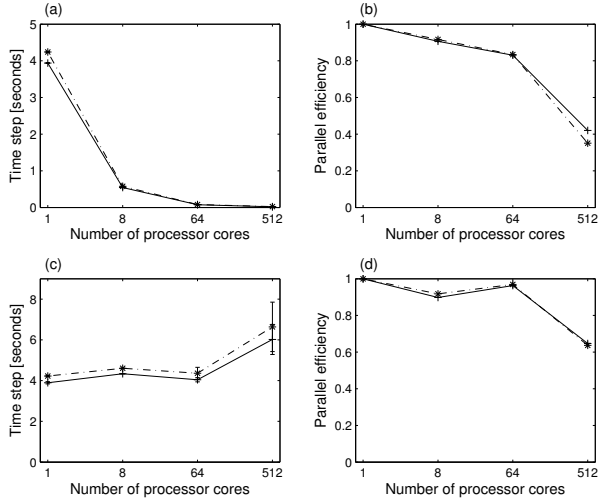 (a)
Time step [seconds]
5
4
3
2
1
0
1 8 64 512
Number of processor cores
(b)
Parallel efficiency
1
0.8
0.6
0.4
0.2
0
1 8 64 512
Number of processor cores
(c)
Time step [seconds]
8
6
4
2
0
1 8 64 512
Number of processor cores
(d)
Parallel efficiency
1
0.8
0.6
0.4
0.2
0
1 8 64 512
Number of processor cores